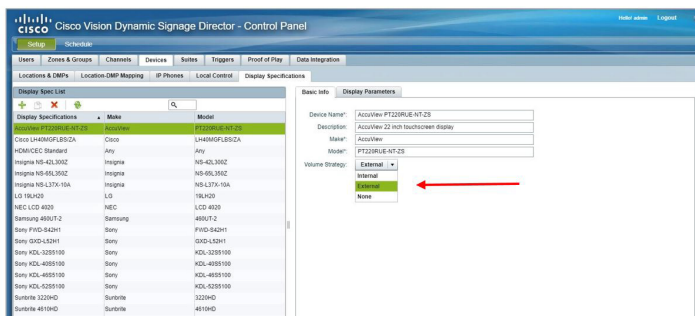 Hello! admin Logout
CISCO Cisco Vision Dynamic Signage Director - Control Panel
Setup Schedule
Users Zones & Groups Channels Devices Suites Triggers Proof of Play Data Integration
Locations & DMPs Location-DMP Mapping IP Phones Local Control Display Specifications
Display Spec List
Display Specifications Make Model
AccuView PT220RUE-NT-ZS AccuView PT220RUE-NT-ZS
Cisco LH40MGFLBS/ZA Cisco LH40MGFLBS/ZA
HDMI/CEC Standard Any Any
Insignia NS-42L300Z Insignia NS-42L300Z
Insignia NS-65L350Z Insignia NS-65L350Z
Insignia NS-L37X-10A Insignia NS-L37X-10A
LG 19LH20 LG 19LH20
NEC LCD 4020 NEC LCD 4020
Samsung 460UT-2 Samsung 460UT-2
Sony FWD-S42H1 Sony FWD-S42H1
Sony GXD-L52H1 Sony GXD-L52H1
Sony KDL-32S5100 Sony KDL-32S5100
Sony KDL-40S5100 Sony KDL-40S5100
Sony KDL-46S5100 Sony KDL-46S5100
Sony KDL-52S5100 Sony KDL-52S5100
Sunbrite 3220HD Sunbrite 3220HD
Sunbrite 4610HD Sunbrite 4610HD
Basic Info Display Parameters
Device Name*: AccuView PT220RUE-NT-ZS
Description: AccuView 22 inch touchscreen display
Make*: AccuView
Model*: PT220RUE-NT-ZS
Volume Strategy: External
Internal
External
None